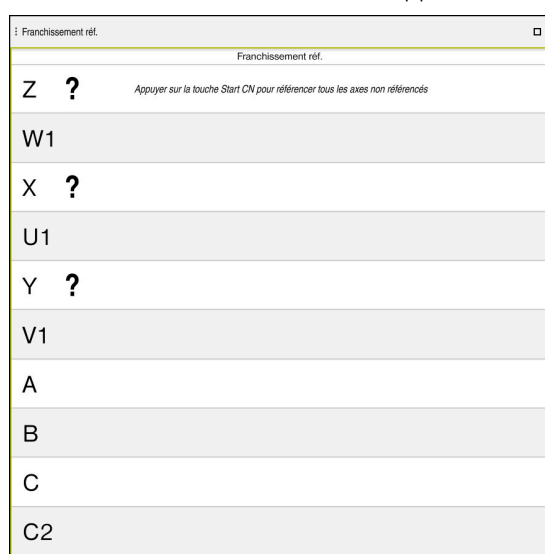 Franchissement réf.
Franchissement réf.
Z ? Appuyer sur la touche Start CN pour référencer tous les axes non référencés
W1
X ?
U1
Y ?
V1
A
B
C
C2